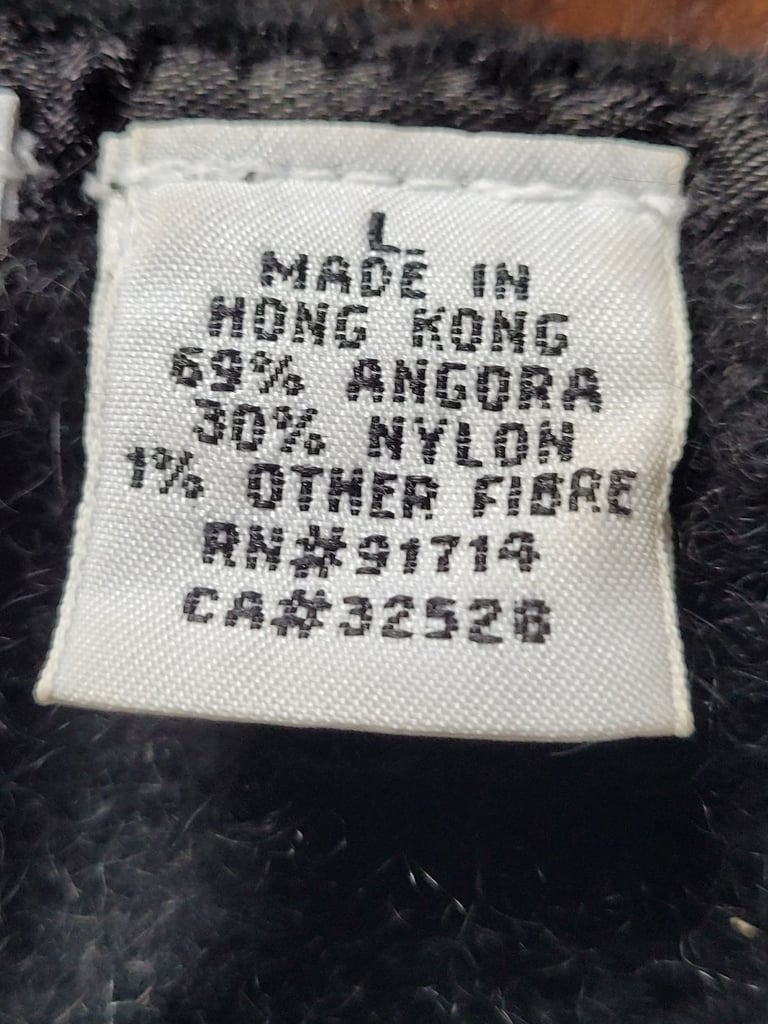 L
MADE IN
HONG KONG
69% ANGORA
30% NYLON
1% OTHER FIBRE
RN#91714
CA#32528